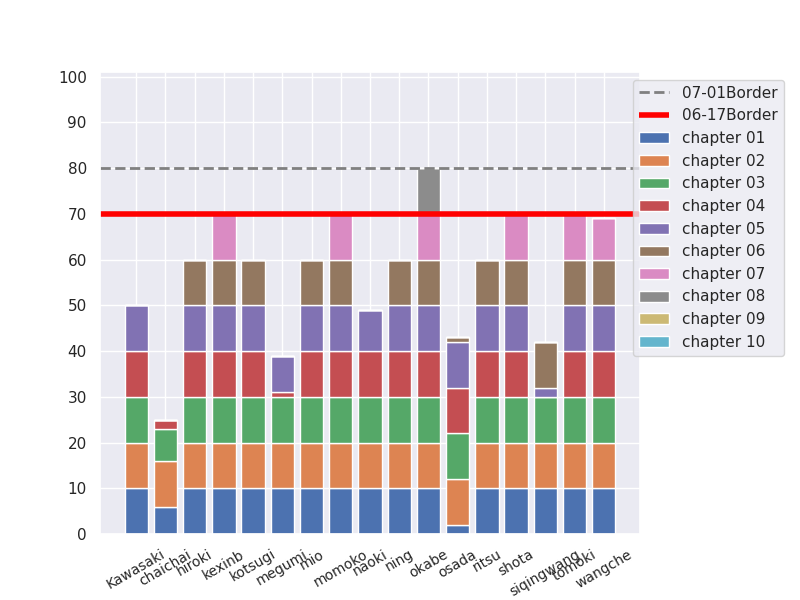 100
90
80
70
60
50
40
30
20
10
0
Kawasaki
chaichai
hiroki
kexinb
kotsugi
megumi
mio
momoko
naoki
ning
okabe
osada
ritsu
shota
siqingwang
tomoki
wangche
07-01Border
06-17Border
chapter 01
chapter 02
chapter 03
chapter 04
chapter 05
chapter 06
chapter 07
chapter 08
chapter 09
chapter 10